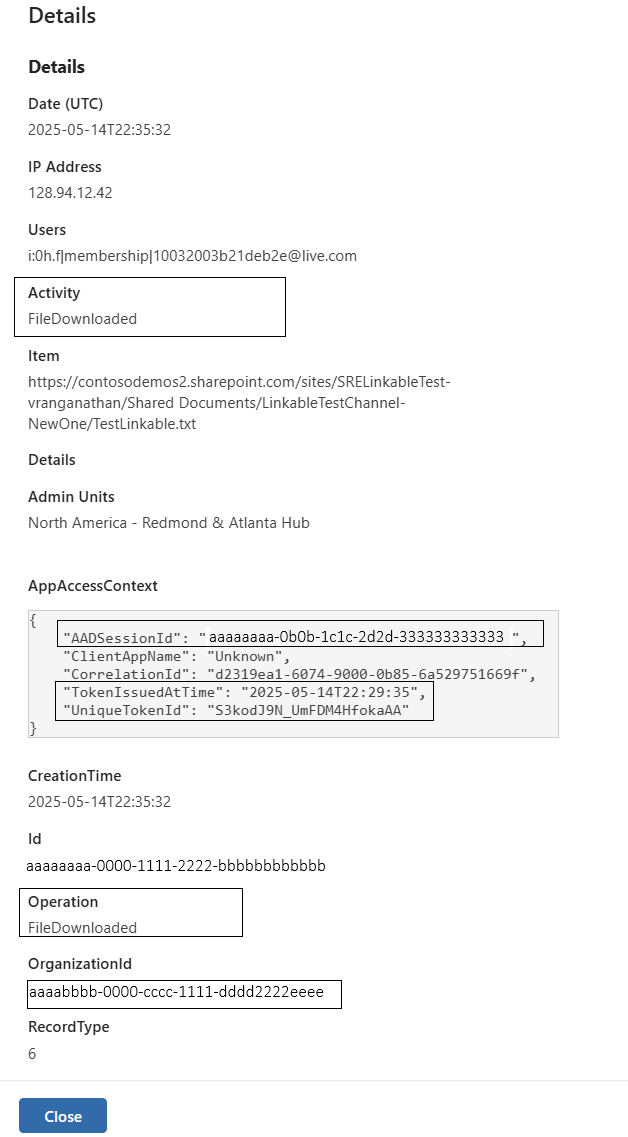 Details
Details
Date (UTC)
2025-05-14T22:35:32
IP Address
128.94.12.42
Users
i:0h.f|membership|10032003b21deb2e@live.com
Activity
FileDownloaded
Item
https://contosodemos2.sharepoint.com/sites/SRELinkableTest-
vranganathan/Shared Documents/LinkableTestChannel-
NewOne/TestLinkable.txt
Details
Admin Units
North America - Redmond & Atlanta Hub
AppAccessContext
{
"AADSessionId": "aaaaaaaa-0b0b-1c1c-2d2d-333333333333 ",
"ClientAppName": "Unknown",
"CorrelationId": "d2319ea1-6074-9000-0b85-6a529751669f",
"TokenIssuedAtTime": "2025-05-14T22:29:35",
"UniqueTokenId": "S3kodJ9N_UmFDM4HfokaAA"
}
CreationTime
2025-05-14T22:35:32
Id
aaaaaaaa-0000-1111-2222-bbbbbbbbbbbb
Operation
FileDownloaded
OrganizationId
aaaabbbb-0000-cccc-1111-dddd2222eeee
RecordType
6
Close